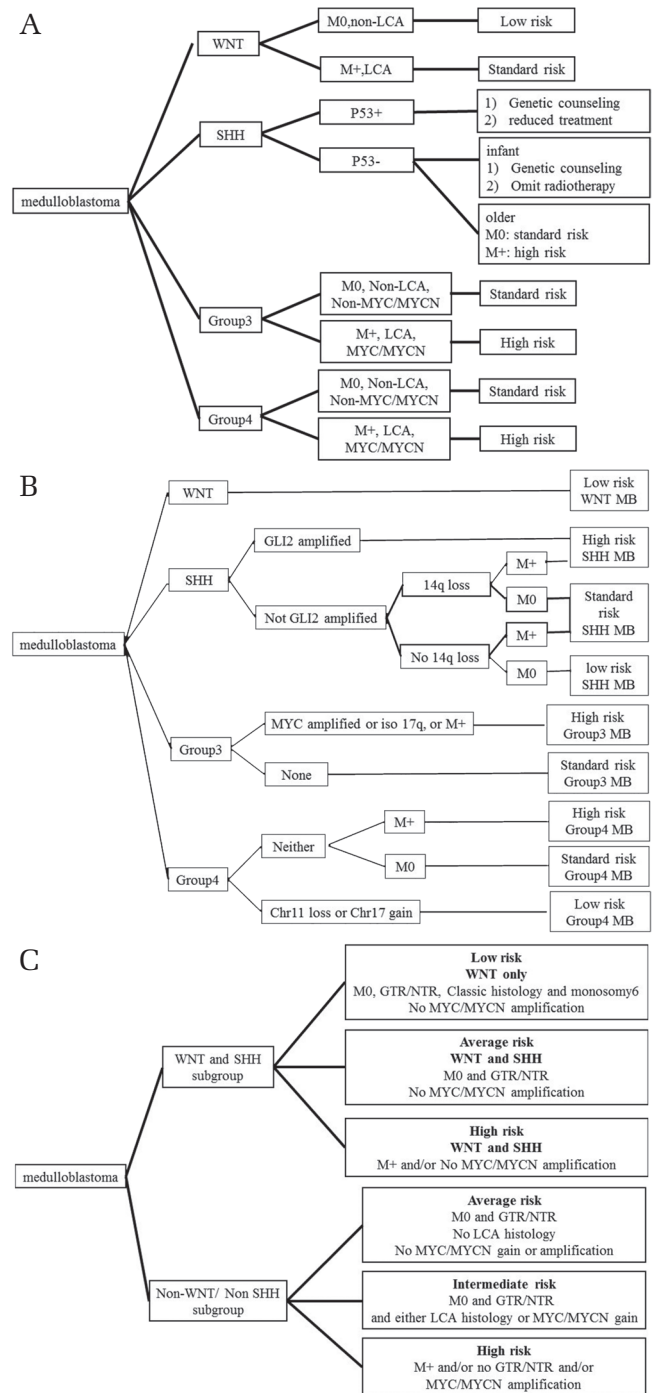 A
medulloblastoma
WNT
M0,non-LCA
Low risk
M+,LCA
Standard risk
SHH
P53+
1) Genetic counseling
2) reduced treatment
P53-
infant
1) Genetic counseling
2) Omit radiotherapy
older
M0: standard risk
M+: high risk
Group3
M0, Non-LCA,
Non-MYC/MYCN
Standard risk
M+, LCA,
MYC/MYCN
High risk
Group4
M0, Non-LCA,
Non-MYC/MYCN
Standard risk
M+, LCA,
MYC/MYCN
High risk
B
medulloblastoma
WNT
Low risk
WNT MB
SHH
GLI2 amplified
High risk
SHH MB
Not GLI2 amplified
14q loss
M+
M0
Standard
risk
SHH MB
No 14q loss
M+
M0
low risk
SHH MB
Group3
MYC amplified or iso 17q, or M+
High risk
Group3 MB
None
Standard risk
Group3 MB
Group4
Neither
M+
High risk
Group4 MB
M0
Standard risk
Group4 MB
Chr11 loss or Chr17 gain
Low risk
Group4 MB
C
medulloblastoma
WNT and SHH
subgroup
Low risk
WNT only
M0, GTR/NTR, Classic histology and monosomy6
No MYC/MYCN amplification
Average risk
WNT and SHH
M0 and GTR/NTR
No MYC/MYCN amplification
High risk
WNT and SHH
M+ and/or No MYC/MYCN amplification
Non-WNT/ Non SHH
subgroup
Average risk
M0 and GTR/NTR
No LCA histology
No MYC/MYCN gain or amplification
Intermediate risk
M0 and GTR/NTR
and either LCA histology or MYC/MYCN gain
High risk
M+ and/or no GTR/NTR and/or
MYC/MYCN amplification